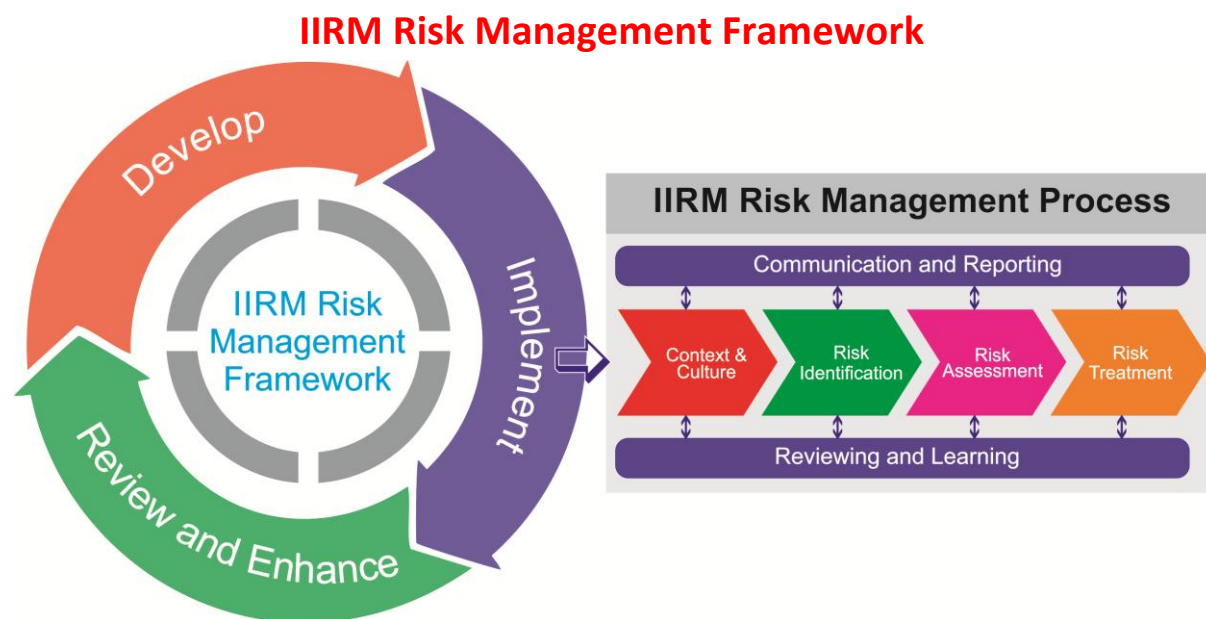 IIRM Risk Management Framework
Develop
Implement
Review and Enhance
IIRM Risk
Management
Framework
IIRM Risk Management Process
Communication and Reporting
Context &
Culture
Risk
Identification
Risk
Assessment
Risk
Treatment
Reviewing and Learning